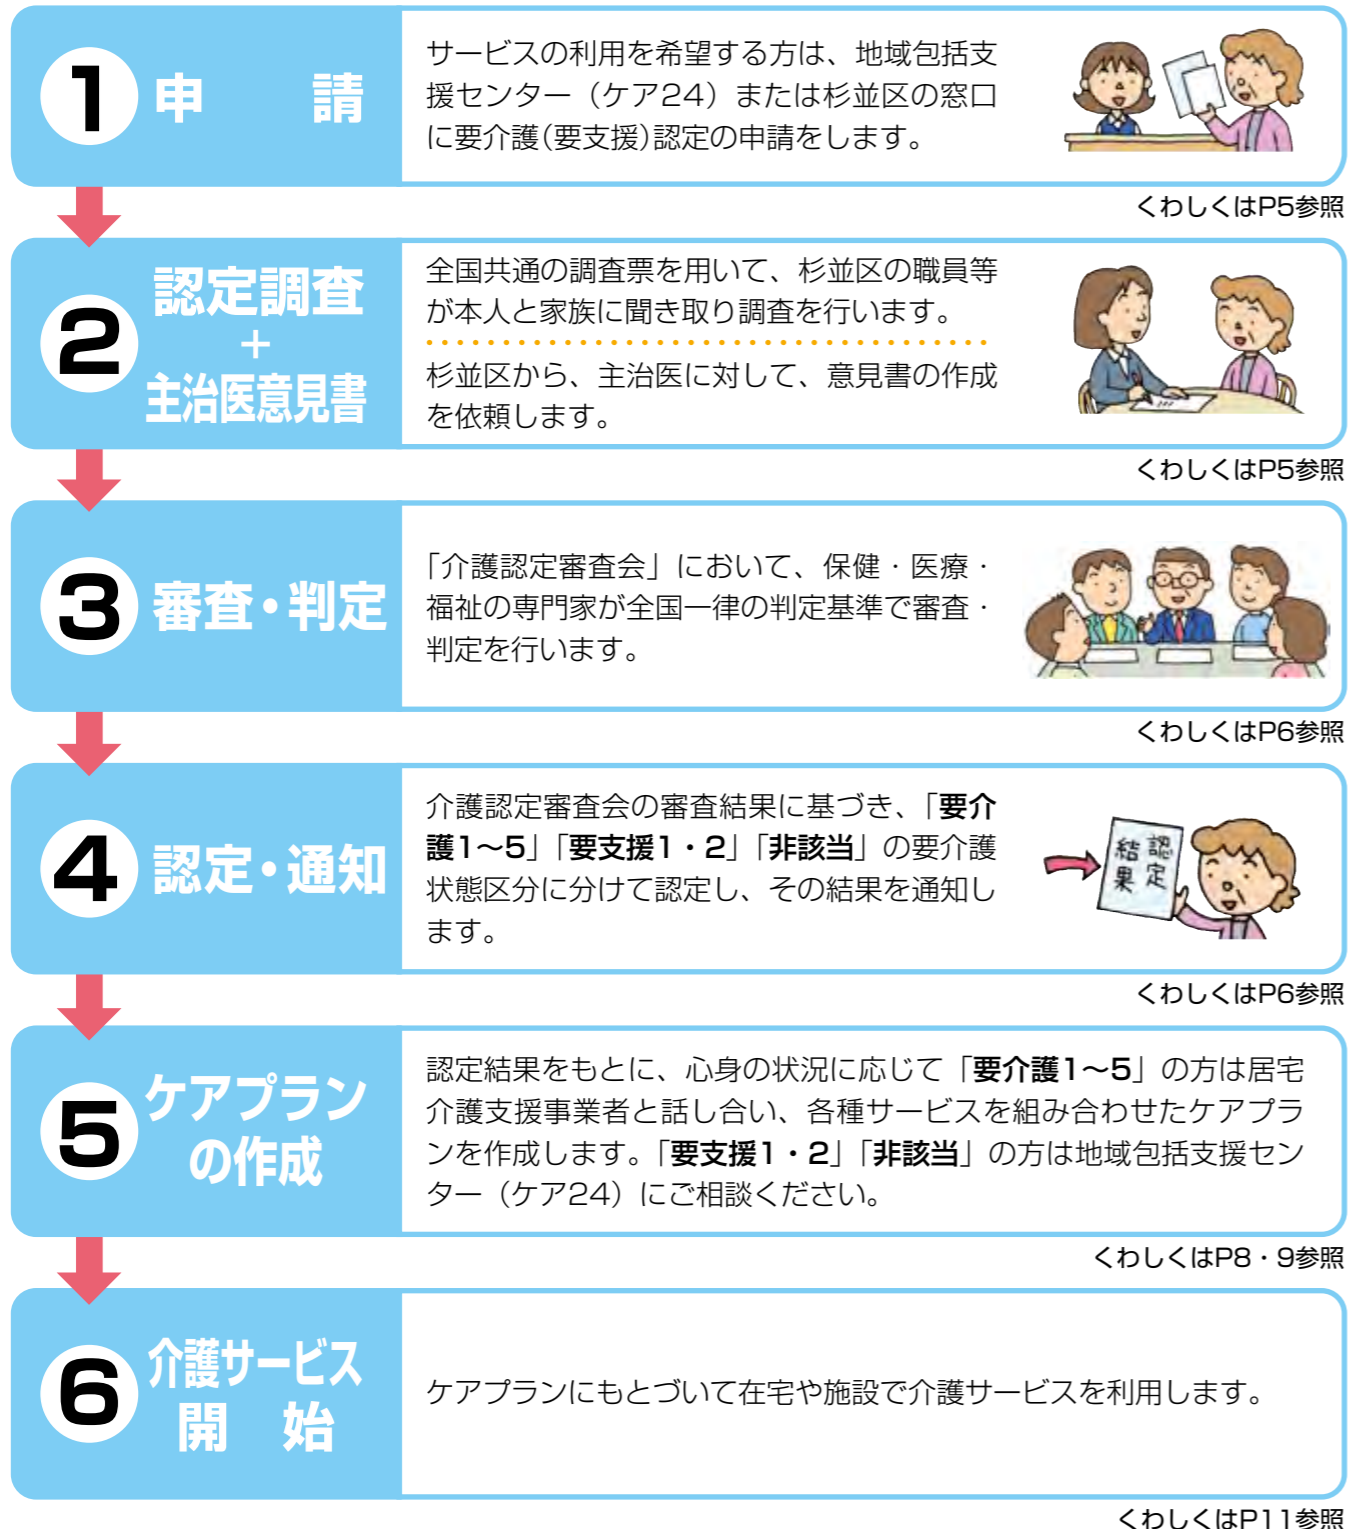 1 申　請
サービスの利用を希望する方は、地域包括支
援センター（ケア24）または杉並区の窓口
に要介護（要支援）認定の申請をします。
くわしくはP5参照
2 認定調査
＋
主治医意見書
全国共通の調査票を用いて、杉並区の職員等
が本人と家族に聞き取り調査を行います。
杉並区から、主治医に対して、意見書の作成
を依頼します。
くわしくはP5参照
3 審査・判定
「介護認定審査会」において、保健・医療・
福祉の専門家が全国一律の判定基準で審査・
判定を行います。
くわしくはP6参照
4 認定・通知
介護認定審査会の審査結果に基づき、「要介
護1〜5」「要支援1・2」「非該当」の要介護
状態区分に分けて認定し、その結果を通知し
ます。
認定
結果
くわしくはP6参照
5 ケアプラン
の作成
認定結果をもとに、心身の状況に応じて「要介護1〜5」の方は居宅
介護支援事業者と話し合い、各種サービスを組み合わせたケアプラ
ンを作成します。「要支援1・2」「非該当」の方は地域包括支援セン
ター（ケア24）にご相談ください。
くわしくはP8・9参照
6 介護サービス
開　始
ケアプランにもとづいて在宅や施設で介護サービスを利用します。
くわしくはP11参照